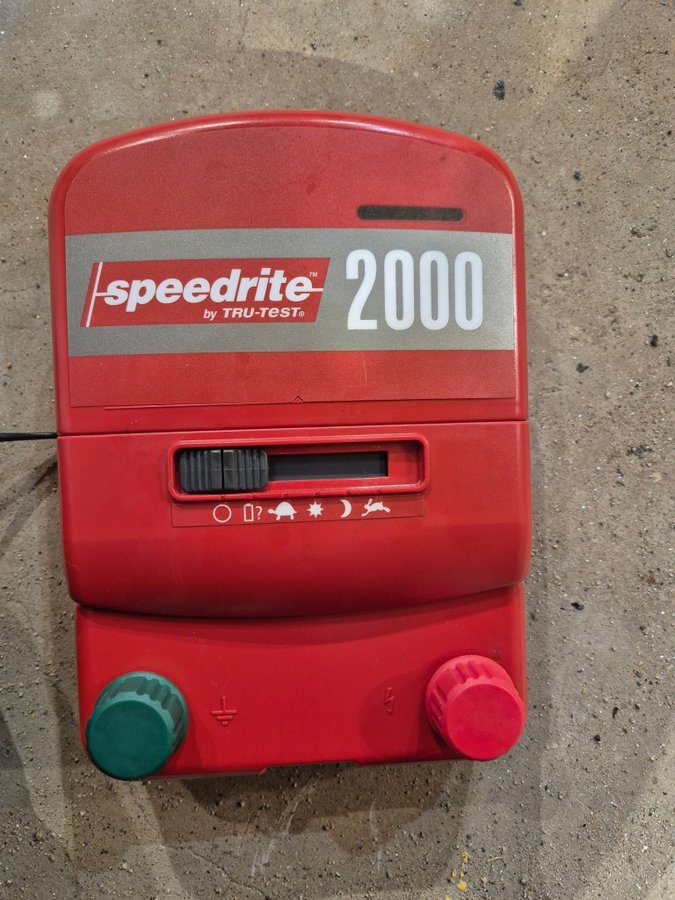 speedrite™
by TRU-TEST®
2000
?